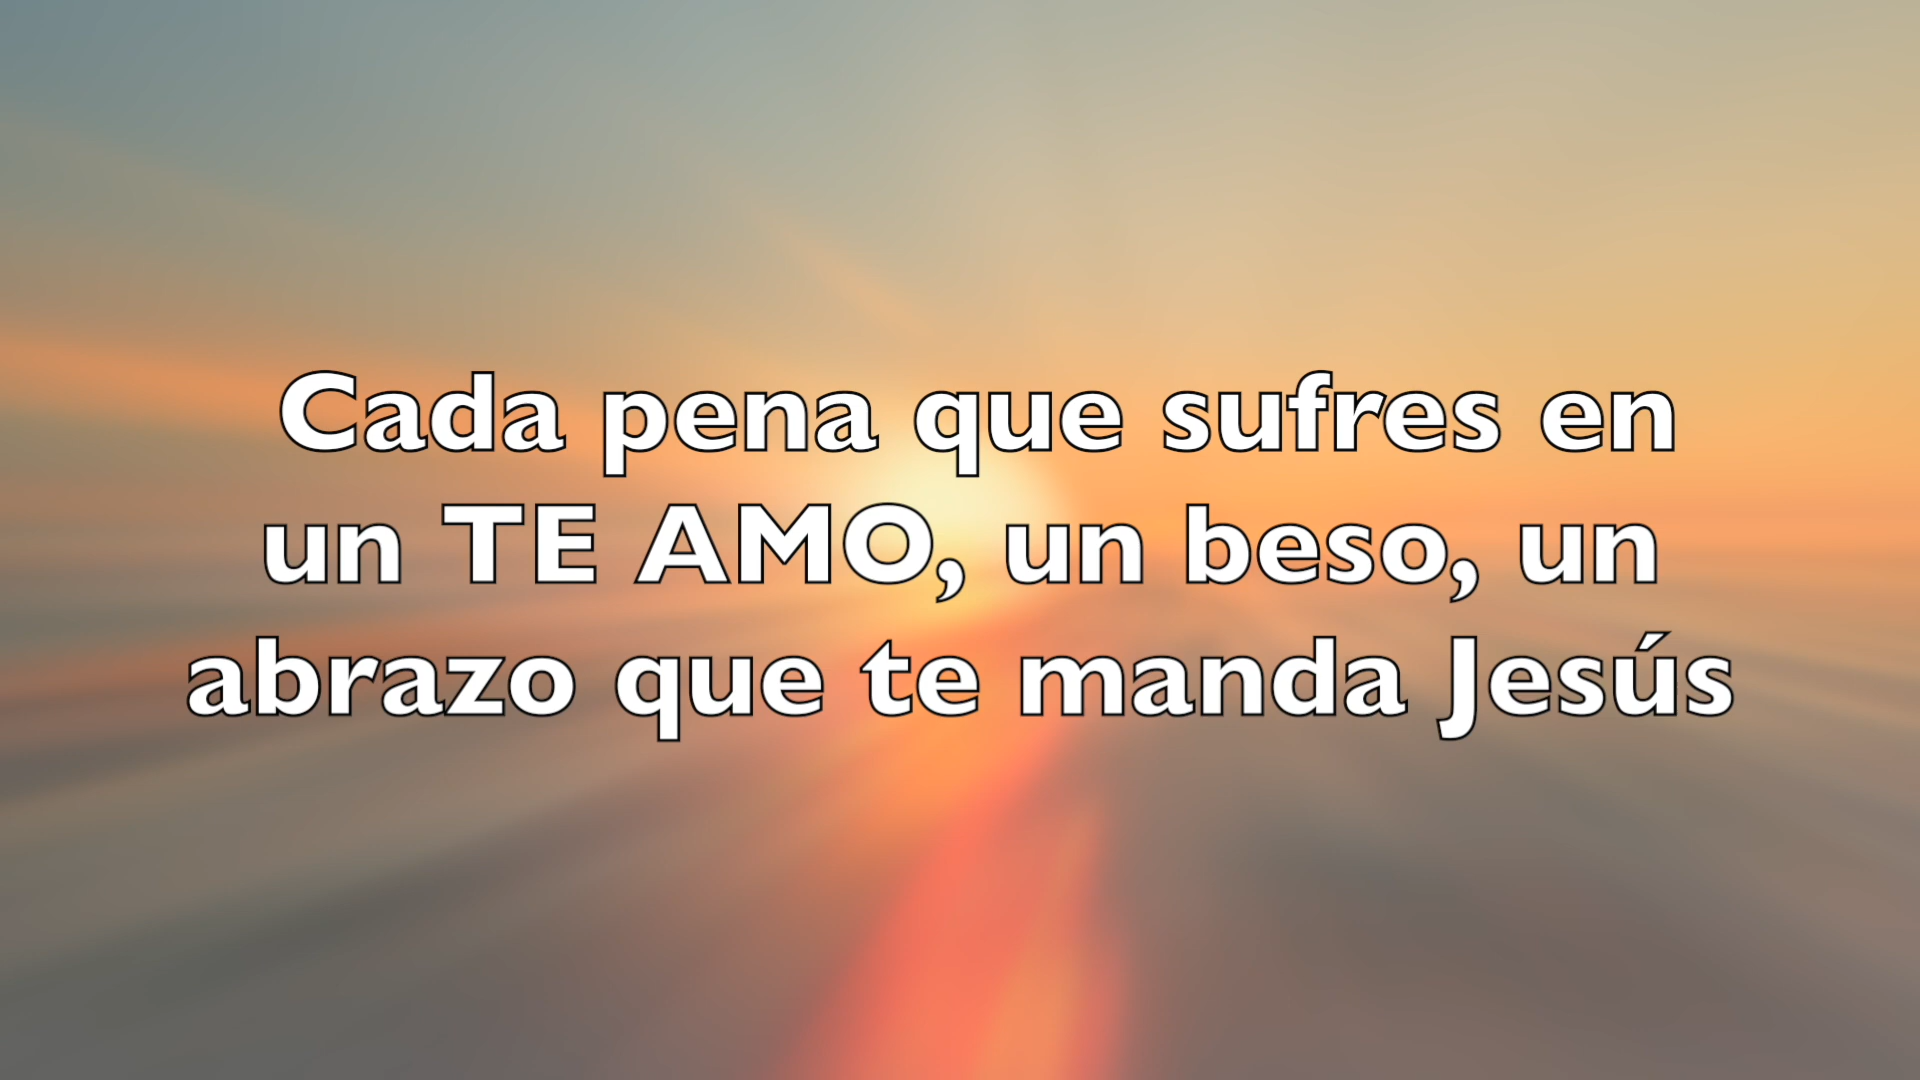 Cada pena que sufres en
un TE AMO, un beso, un
abrazo que te manda Jesús